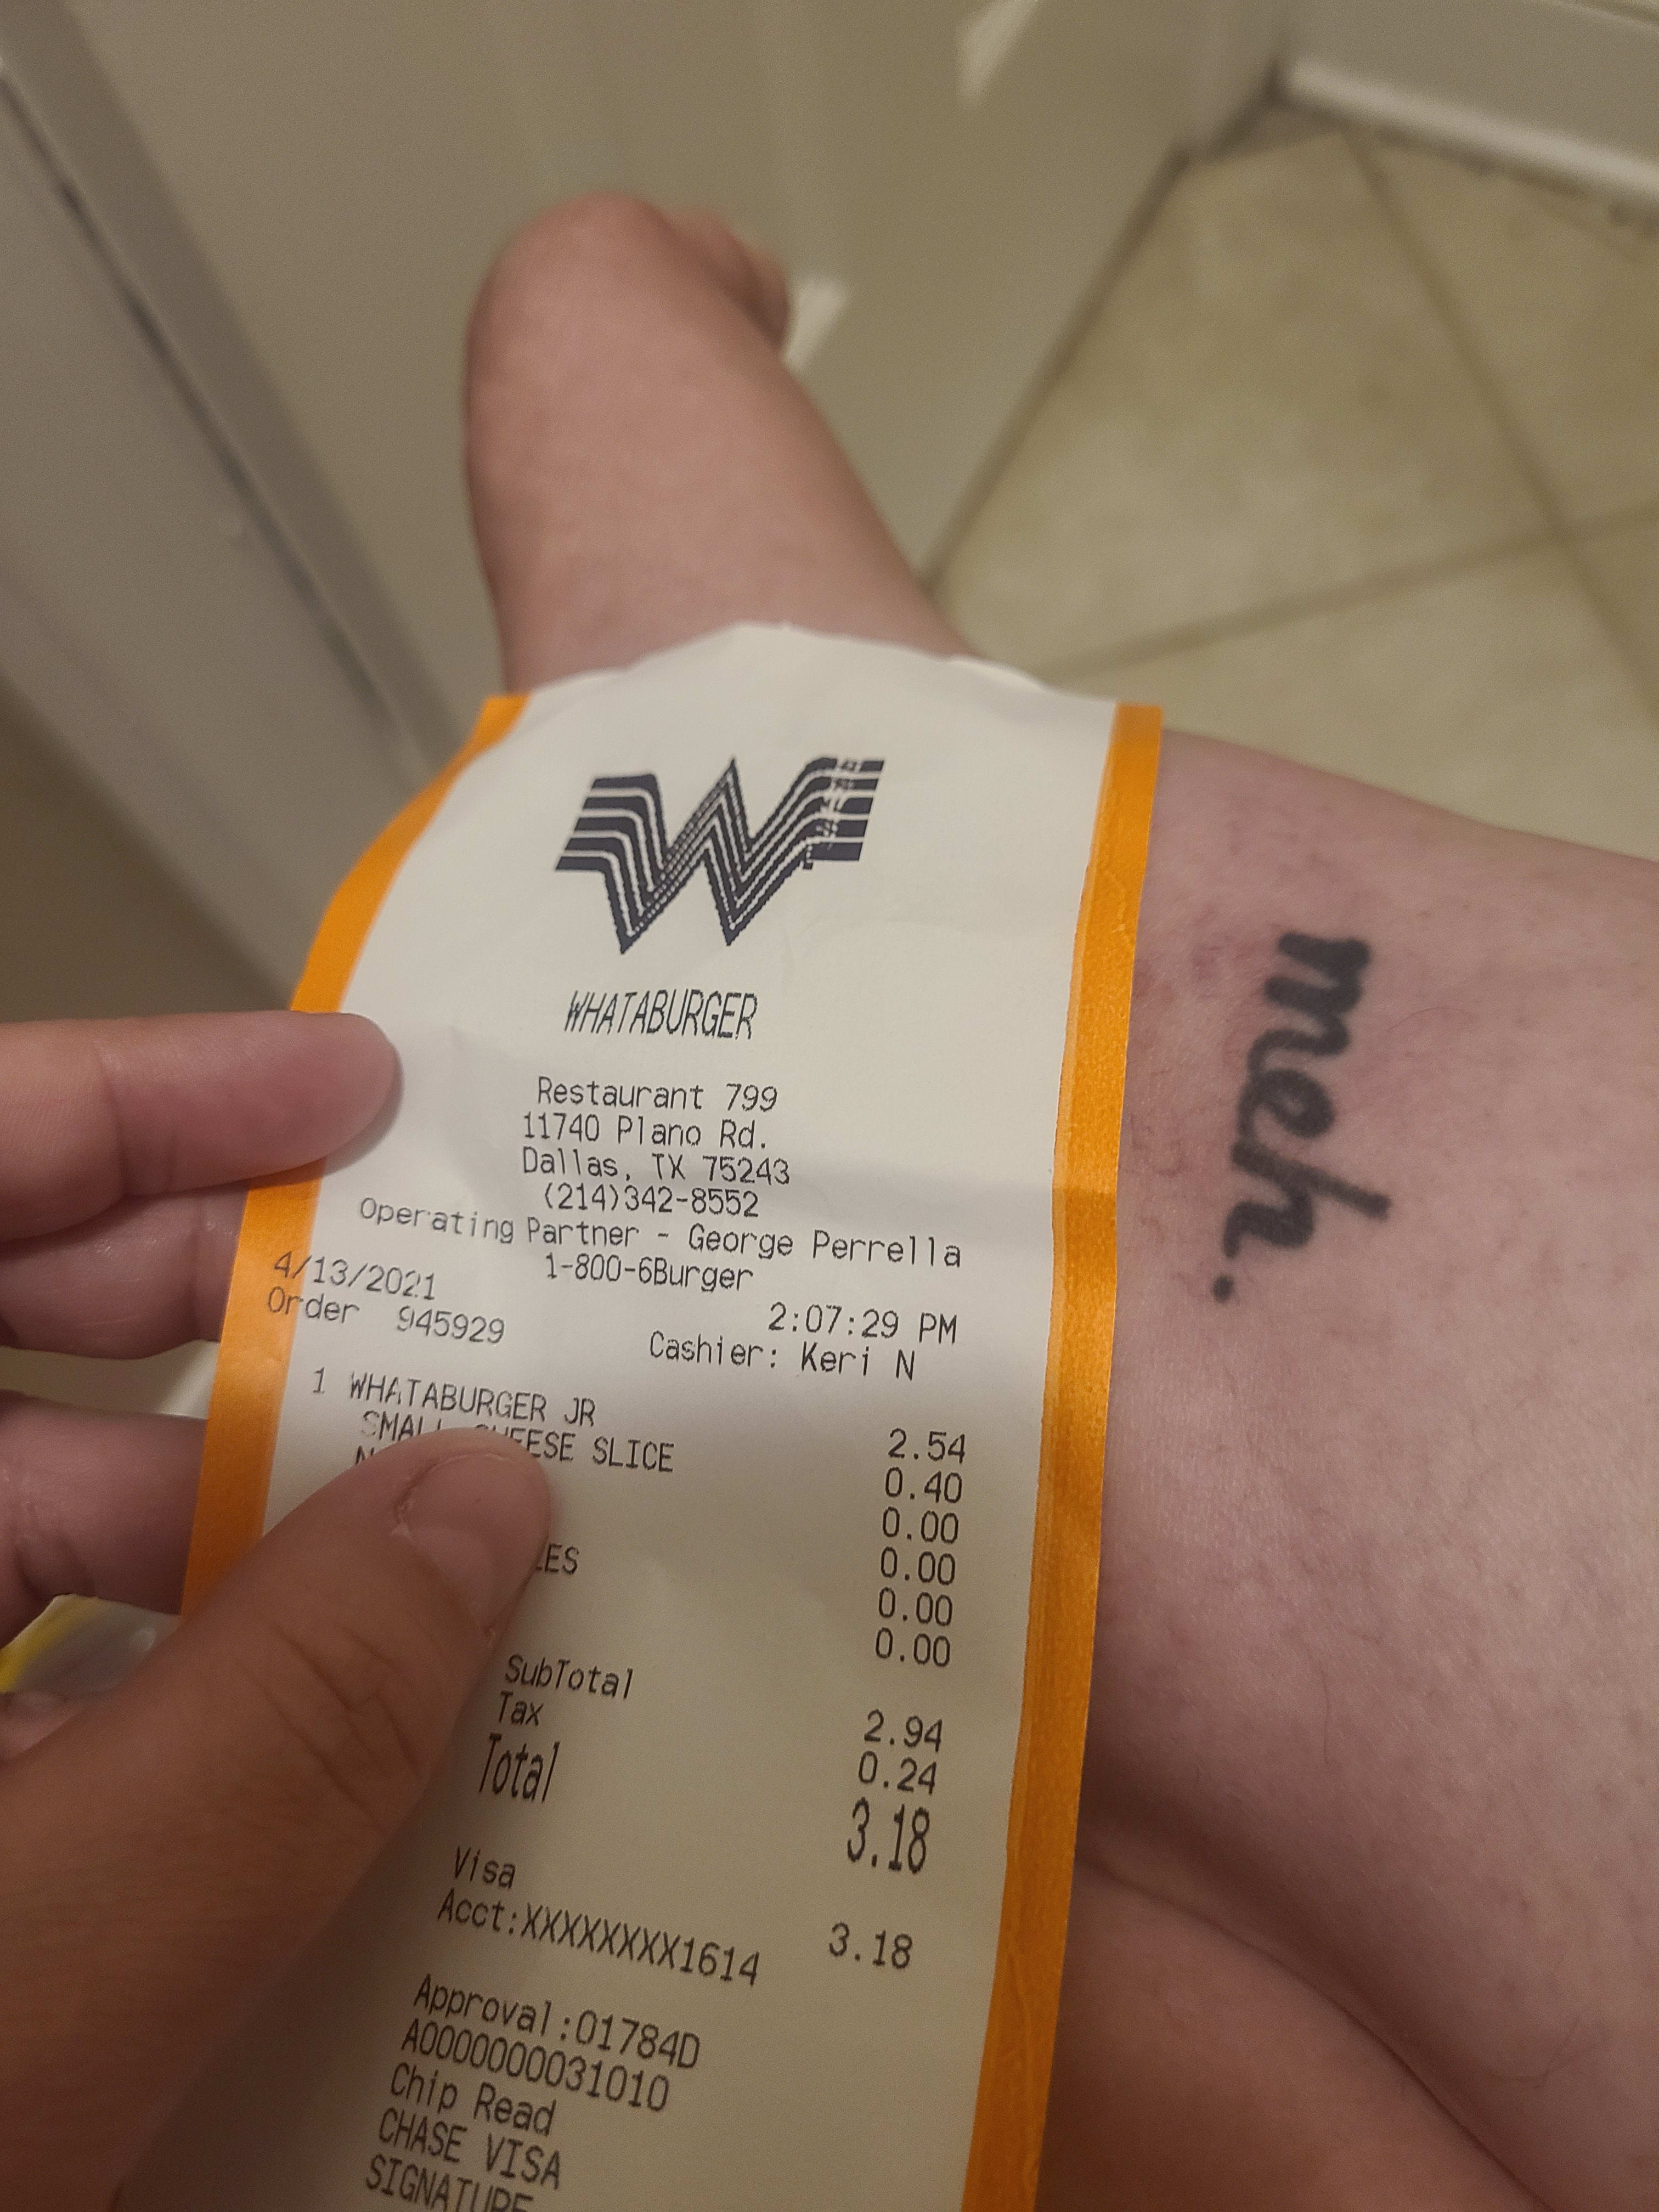 WHATABURGER
Restaurant 799
11740 Plano Rd.
Dallas, TX 75243
(214)342-8552
Operating Partner - George Perrella
1-800-6Burger
4/13/2021 2:07:29 PM
Order 945929 Cashier: Keri N
1 WHATABURGER JR 2.54
SMALL CHEESE SLICE 0.40
0.00
0.00
0.00
0.00
SubTotal 2.94
Tax 0.24
Total 3.18
Visa 3.18
Acct:XXXXXXXX1614
Approval:01784D
A0000000031010
Chip Read
CHASE VISA
SIGNATURE
meh.